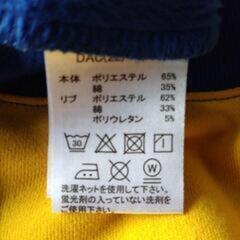 本体 ポリエステル 65%
綿 35%
リブ ポリエステル 62%
綿 33%
ポリウレタン 5%
30
W
洗濯ネットを使用して下さい。
蛍光剤の入っていない洗剤
を使用して下さい。